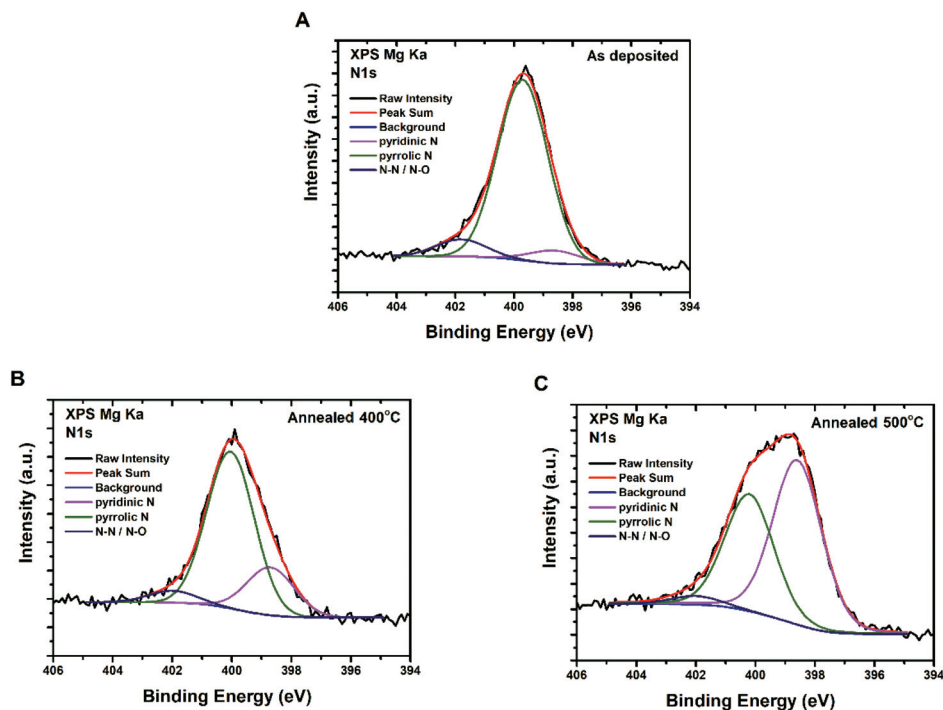 A
XPS Mg Ka
N1s
As deposited
Raw Intensity
Peak Sum
Background
pyridinic N
pyrrolic N
N-N / N-O
Intensity (a.u.)
406 404 402 400 398 396 394
Binding Energy (eV)
B
XPS Mg Ka
N1s
Annealed 400°C
Raw Intensity
Peak Sum
Background
pyridinic N
pyrrolic N
N-N / N-O
Intensity (a.u.)
406 404 402 400 398 396 394
Binding Energy (eV)
C
XPS Mg Ka
N1s
Annealed 500°C
Raw Intensity
Peak Sum
Background
pyridinic N
pyrrolic N
N-N / N-O
Intensity (a.u.)
406 404 402 400 398 396 394
Binding Energy (eV)